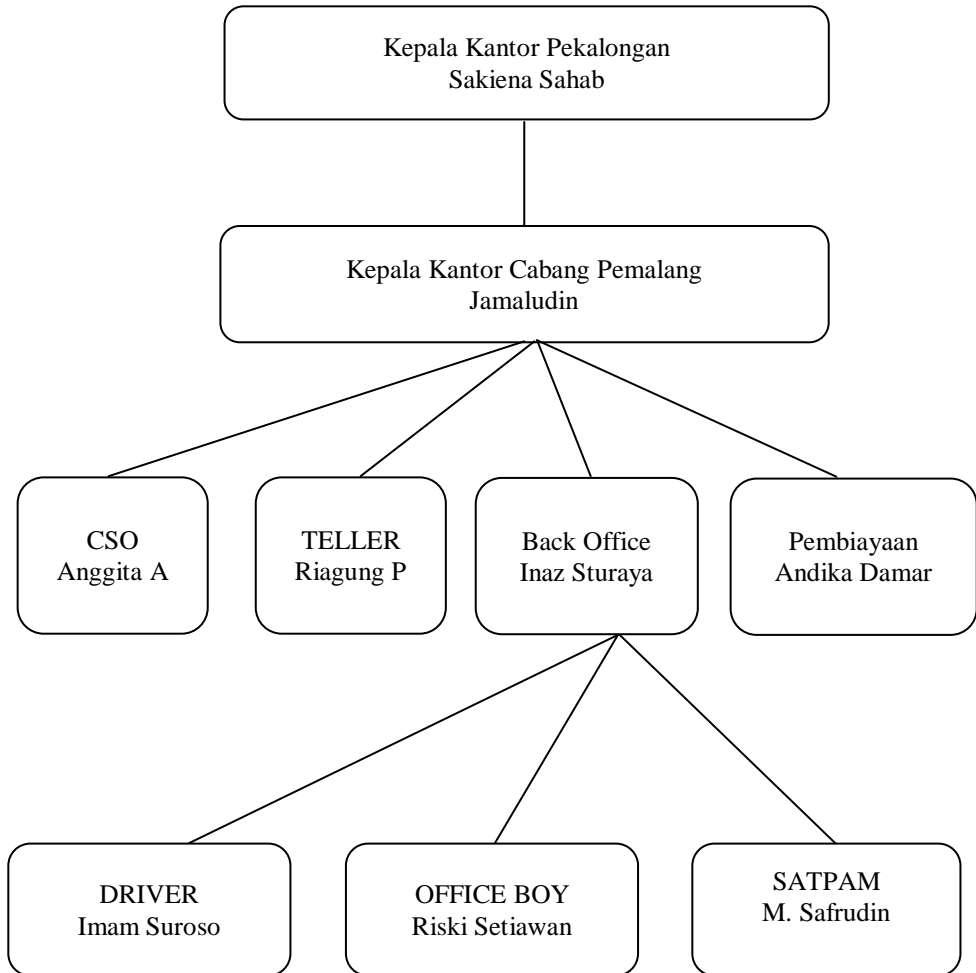 Kepala Kantor Pekalongan
Sakiena Sahab
Kepala Kantor Cabang Pemalang
Jamaludin
CSO
Anggita A
TELLER
Riagung P
Back Office
Inaz Sturaya
Pembiayaan
Andika Damar
DRIVER
Imam Suroso
OFFICE BOY
Riski Setiawan
SATPAM
M. Safrudin